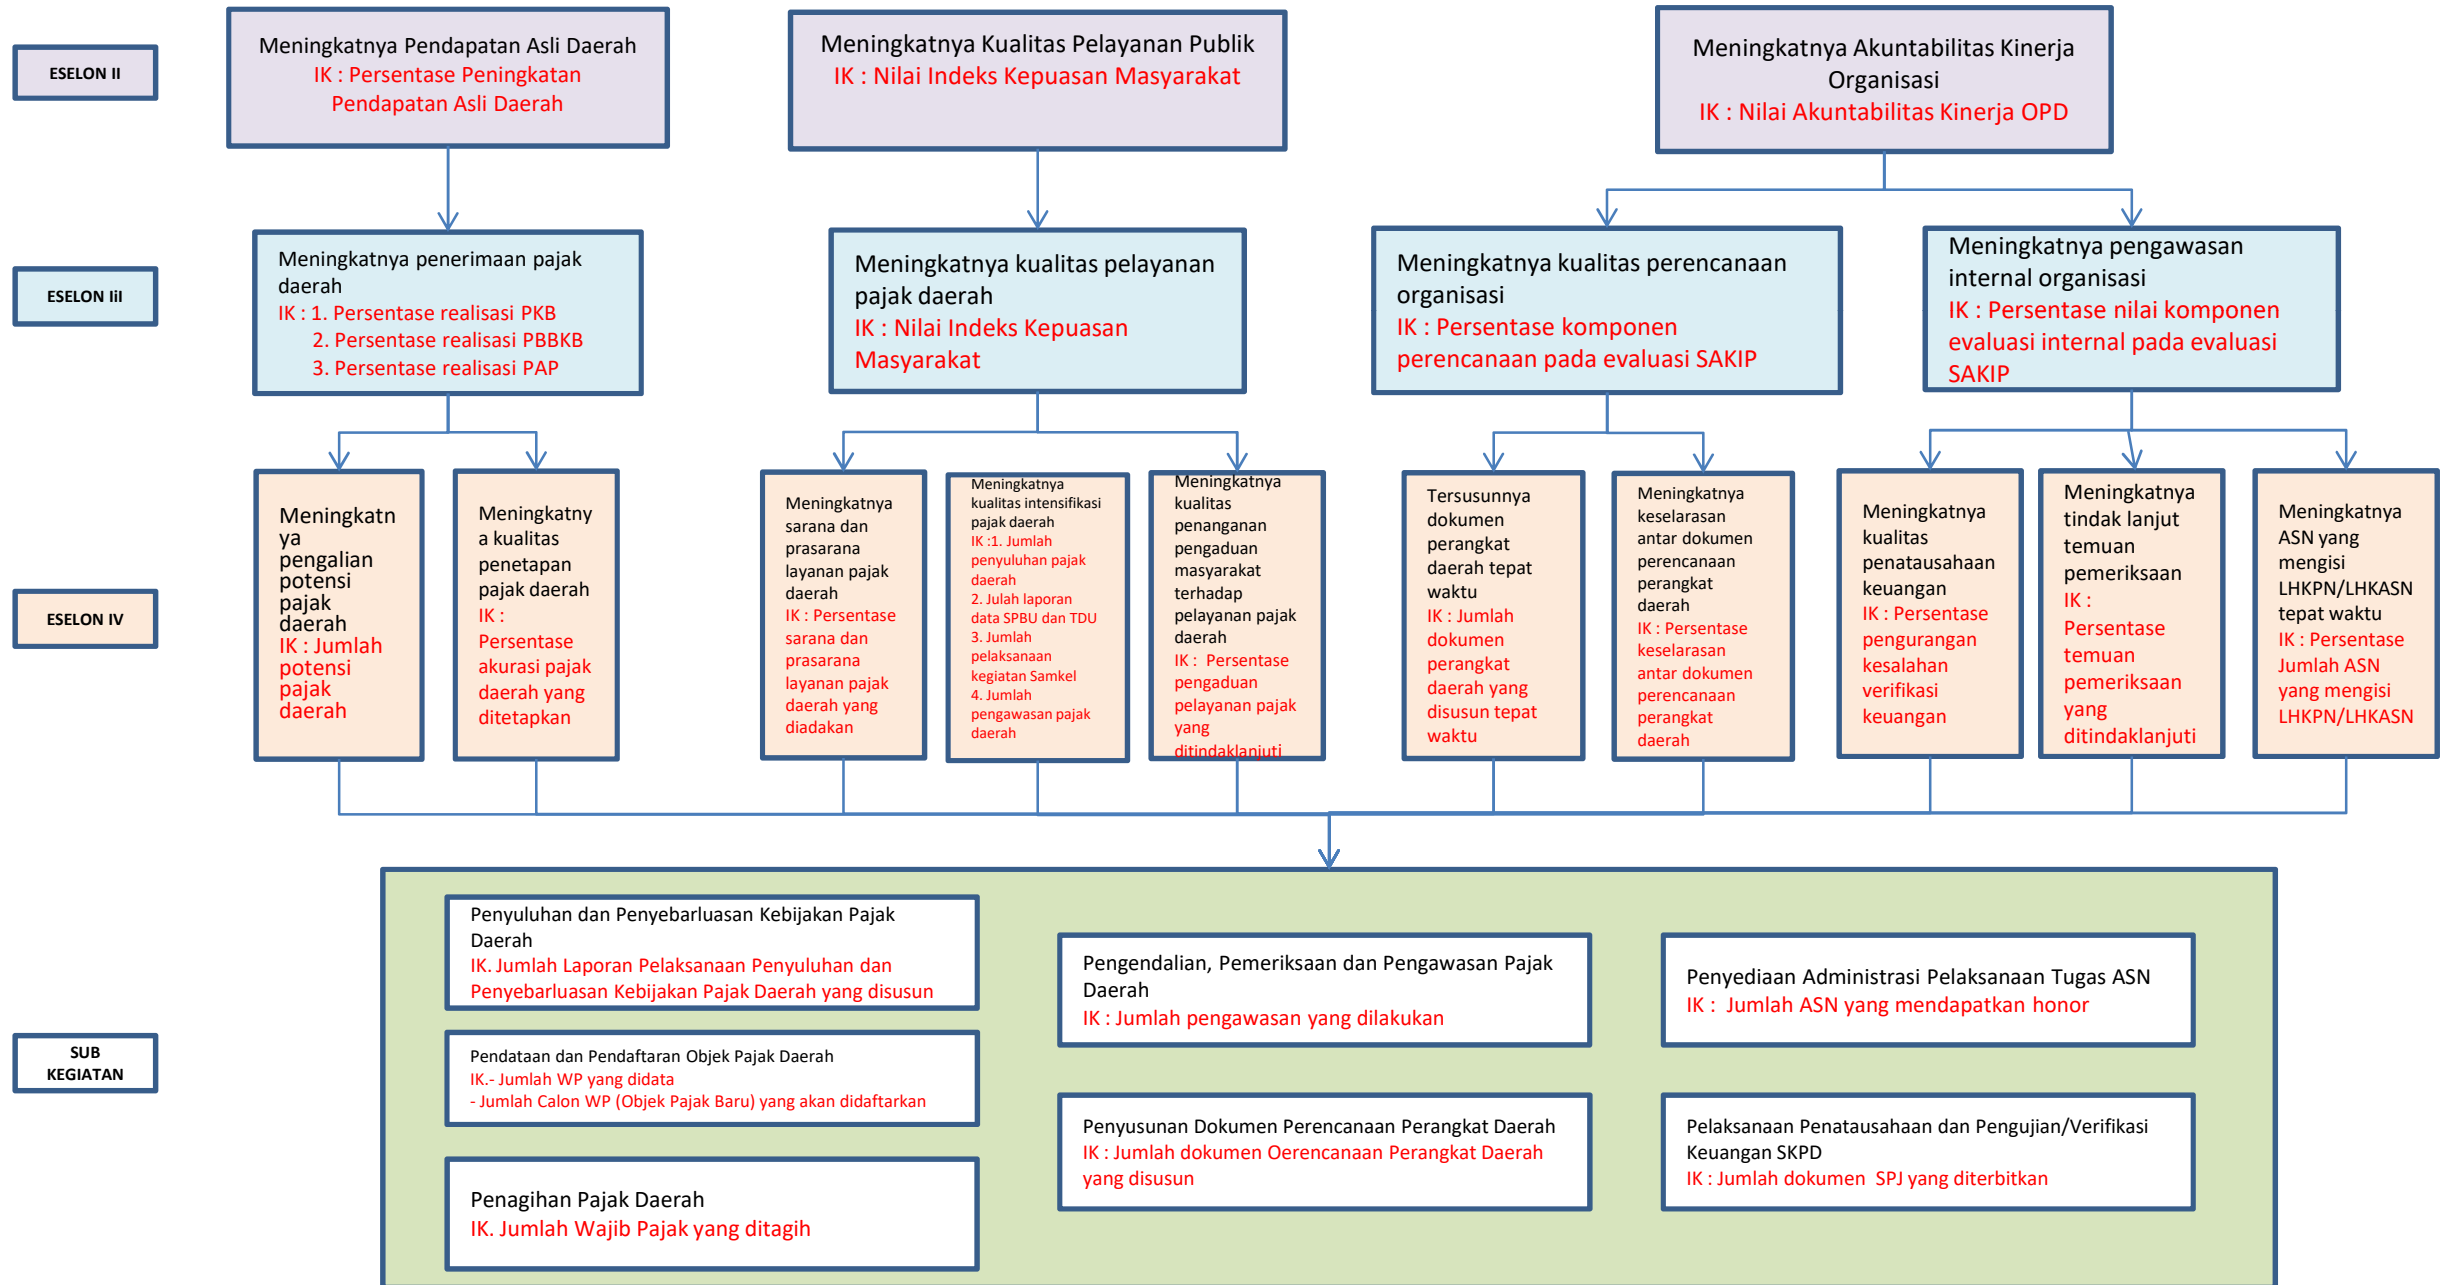 ESELON II
Meningkatnya Pendapatan Asli Daerah
IK : Persentase Peningkatan
Pendapatan Asli Daerah
Meningkatnya Kualitas Pelayanan Publik
IK : Nilai Indeks Kepuasan Masyarakat
Meningkatnya Akuntabilitas Kinerja
Organisasi
IK : Nilai Akuntabilitas Kinerja OPD
ESELON IiI
Meningkatnya penerimaan pajak
daerah
IK : 1. Persentase realisasi PKB
2. Persentase realisasi PBBKB
3. Persentase realisasi PAP
Meningkatnya kualitas pelayanan
pajak daerah
IK : Nilai Indeks Kepuasan
Masyarakat
Meningkatnya kualitas perencanaan
organisasi
IK : Persentase komponen
perencanaan pada evaluasi SAKIP
Meningkatnya pengawasan
internal organisasi
IK : Persentase nilai komponen
evaluasi internal pada evaluasi
SAKIP
ESELON IV
Meningkatn
ya
pengalian
potensi
pajak
daerah
IK : Jumlah
potensi
pajak
daerah
Meningkatny
a kualitas
penetapan
pajak daerah
IK :
Persentase
akurasi pajak
daerah yang
ditetapkan
Meningkatnya
sarana dan
prasarana
layanan pajak
daerah
IK : Persentase
sarana dan
prasarana
layanan pajak
daerah yang
diadakan
Meningkatnya
kualitas intensifikasi
pajak daerah
IK :1. Jumlah
penyuluhan pajak
daerah
2. Julah laporan
data SPBU dan TDU
3. Jumlah
pelaksanaan
kegiatan Samkel
4. Jumlah
pengawasan pajak
daerah
Meningkatnya
kualitas
penanganan
pengaduan
masyarakat
terhadap
pelayanan pajak
daerah
IK : Persentase
pengaduan
pelayanan pajak
yang
ditindaklanjuti
Tersusunnya
dokumen
perangkat
daerah tepat
waktu
IK : Jumlah
dokumen
perangkat
daerah yang
disusun tepat
waktu
Meningkatnya
keselarasan
antar dokumen
perencanaan
perangkat
daerah
IK : Persentase
keselarasan
antar dokumen
perencanaan
perangkat
daerah
Meningkatnya
kualitas
penatausahaan
keuangan
IK : Persentase
pengurangan
kesalahan
verifikasi
keuangan
Meningkatnya
tindak lanjut
temuan
pemeriksaan
IK :
Persentase
temuan
pemeriksaan
yang
ditindaklanjuti
Meningkatnya
ASN yang
mengisi
LHKPN/LHKASN
tepat waktu
IK : Persentase
Jumlah ASN
yang mengisi
LHKPN/LHKASN
SUB
KEGIATAN
Penyuluhan dan Penyebarluasan Kebijakan Pajak
Daerah
IK. Jumlah Laporan Pelaksanaan Penyuluhan dan
Penyebarluasan Kebijakan Pajak Daerah yang disusun
Pendataan dan Pendaftaran Objek Pajak Daerah
IK.- Jumlah WP yang didata
- Jumlah Calon WP (Objek Pajak Baru) yang akan didaftarkan
Penagihan Pajak Daerah
IK. Jumlah Wajib Pajak yang ditagih
Pengendalian, Pemeriksaan dan Pengawasan Pajak
Daerah
IK : Jumlah pengawasan yang dilakukan
Penyusunan Dokumen Perencanaan Perangkat Daerah
IK : Jumlah dokumen Oerencanaan Perangkat Daerah
yang disusun
Penyediaan Administrasi Pelaksanaan Tugas ASN
IK : Jumlah ASN yang mendapatkan honor
Pelaksanaan Penatausahaan dan Pengujian/Verifikasi
Keuangan SKPD
IK : Jumlah dokumen SPJ yang diterbitkan